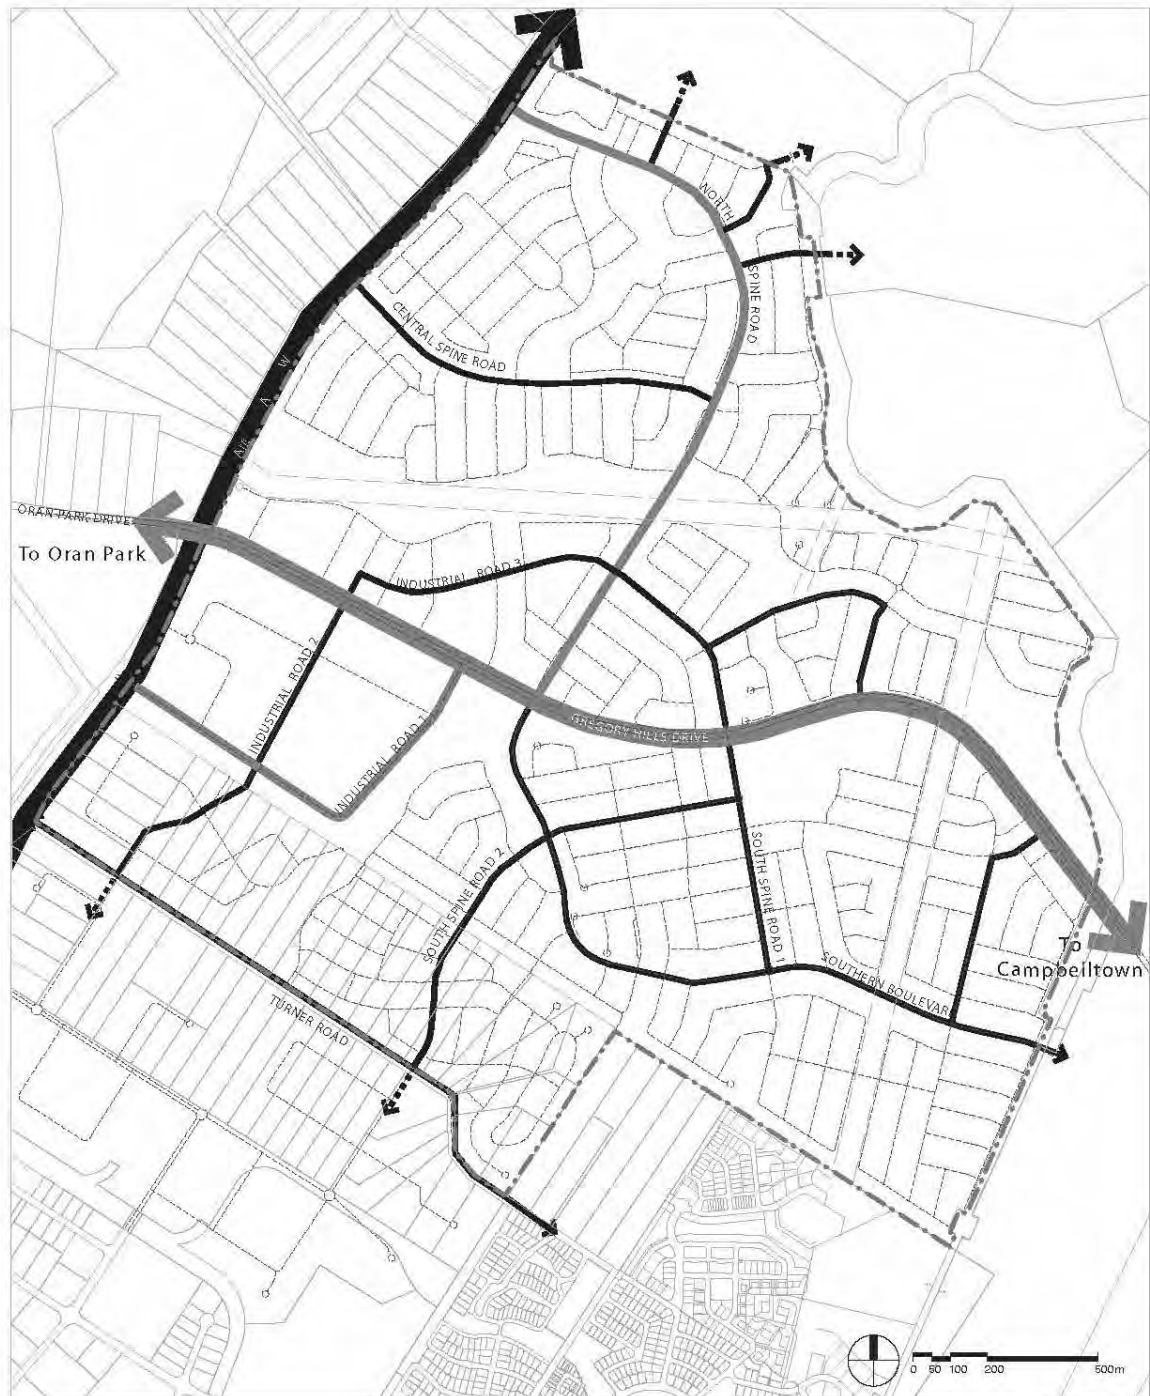 NORTH
SPINE ROAD
CENTRAL SPINE ROAD
ORAN PARK DRIVE
To Oran Park
INDUSTRIAL ROAD 3
INDUSTRIAL ROAD 2
INDUSTRIAL ROAD 1
GREGORY HILLS DRIVE
SOUTH SPINE ROAD 2
SOUTH SPINE ROAD 1
SOUTHERN BOULEVAR
To
Campbelltown
TURNER ROAD
0 50 100 200 500m